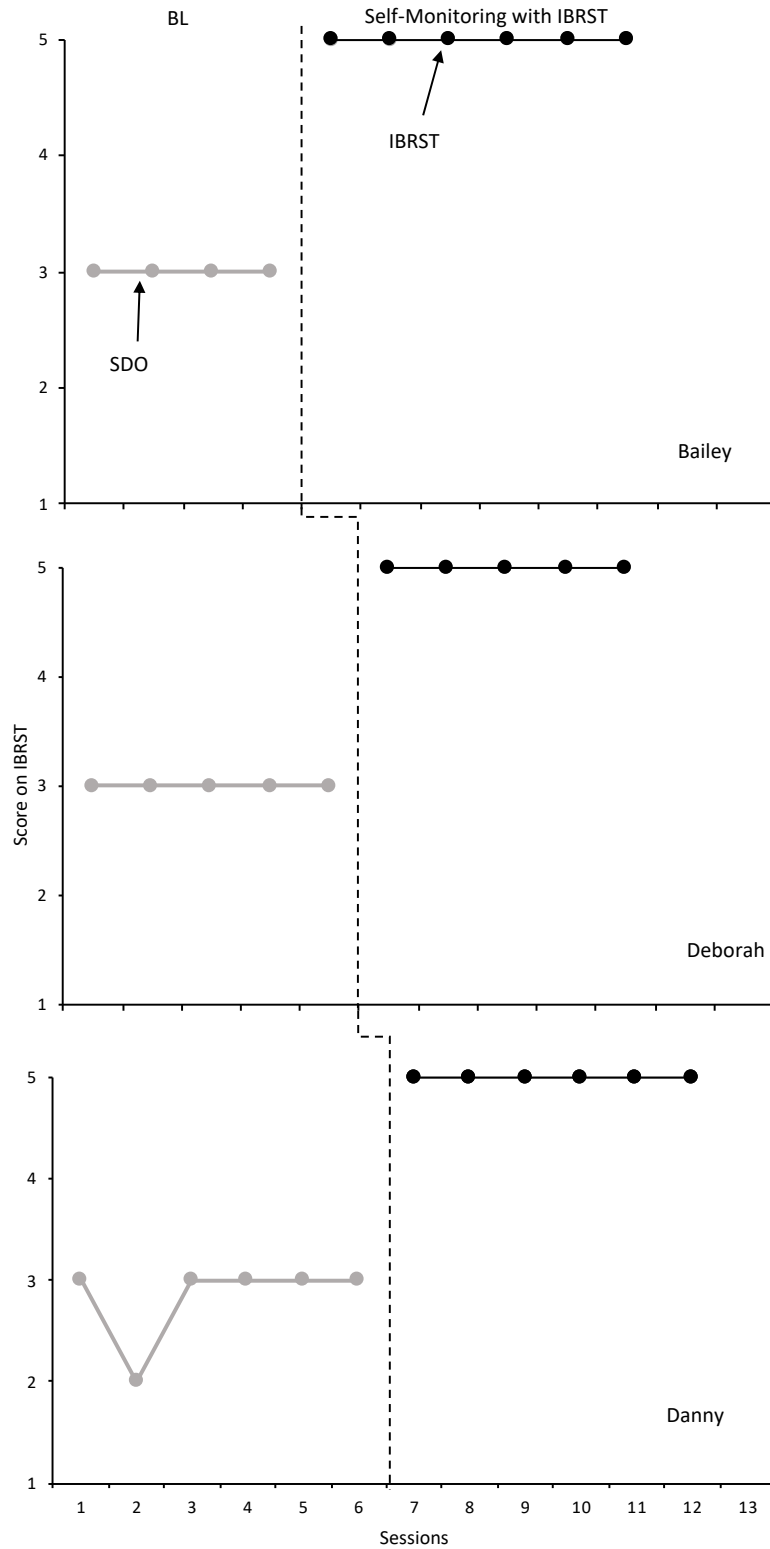 BL
Self-Monitoring with IBRST
5
IBRST
4
3
SDO
2
Bailey
1
5
4
Score on IBRST
3
2
Deborah
1
5
4
3
2
Danny
1
1 2 3 4 5 6 7 8 9 10 11 12 13
Sessions